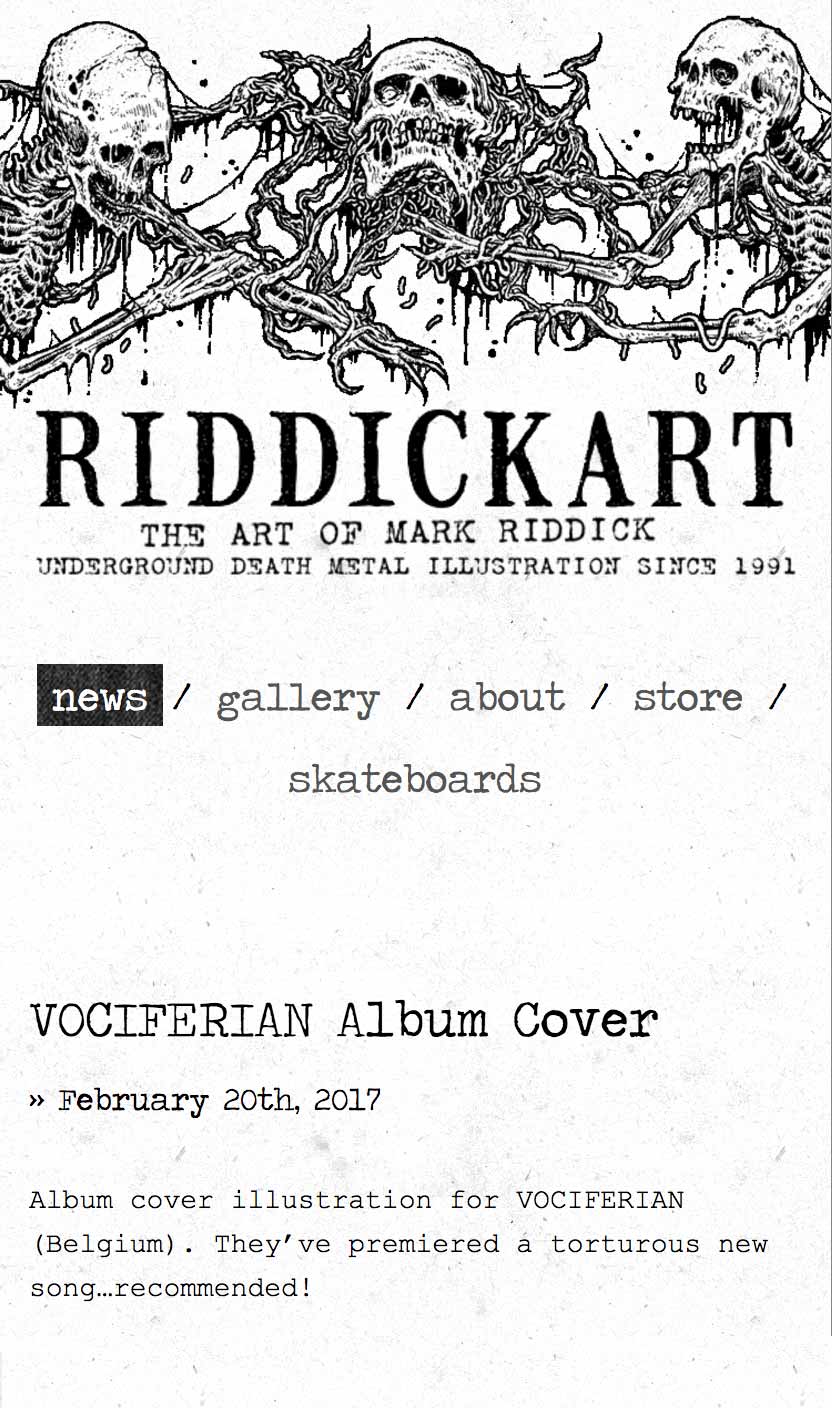 RIDDICKART
THE ART OF MARK RIDDICK
UNDERGROUND DEATH METAL ILLUSTRATION SINCE 1991
news / gallery / about / store /
skateboards
VOCIFERIAN Album Cover
» February 20th, 2017
Album cover illustration for VOCIFERIAN
(Belgium). They’ve premiered a torturous new
song…recommended!